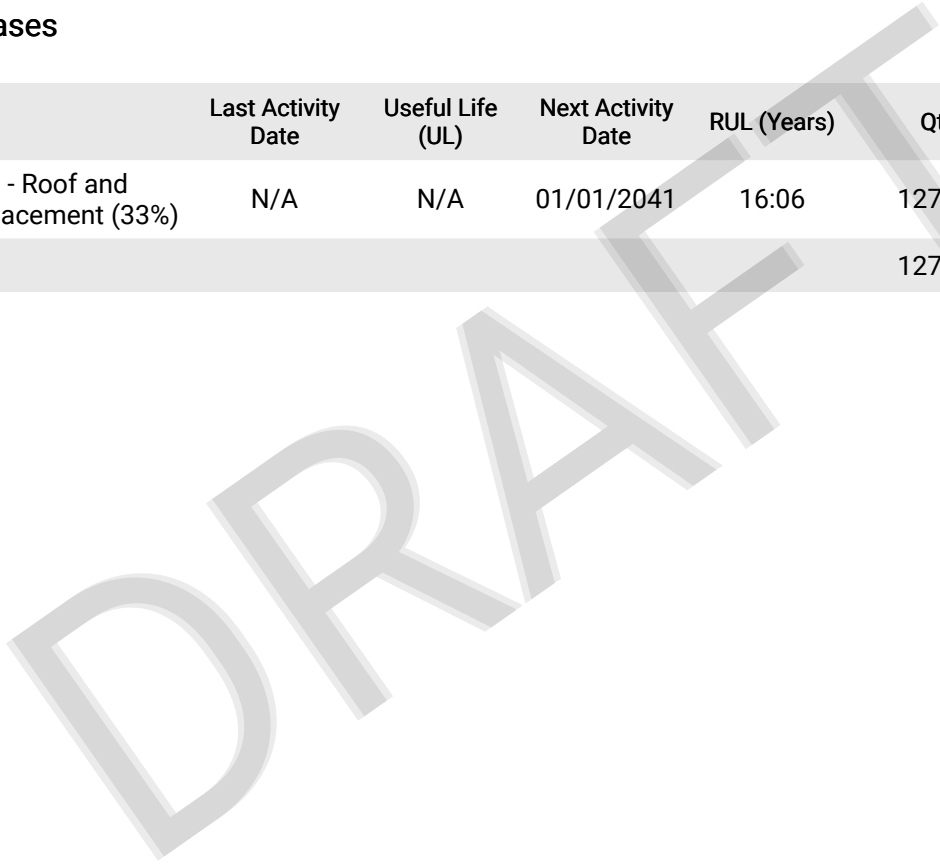 ases
Last Activity Date Useful Life (UL) Next Activity Date RUL (Years) Qt
- Roof and
acement (33%) N/A N/A 01/01/2041 16:06 127
127
DRAFT